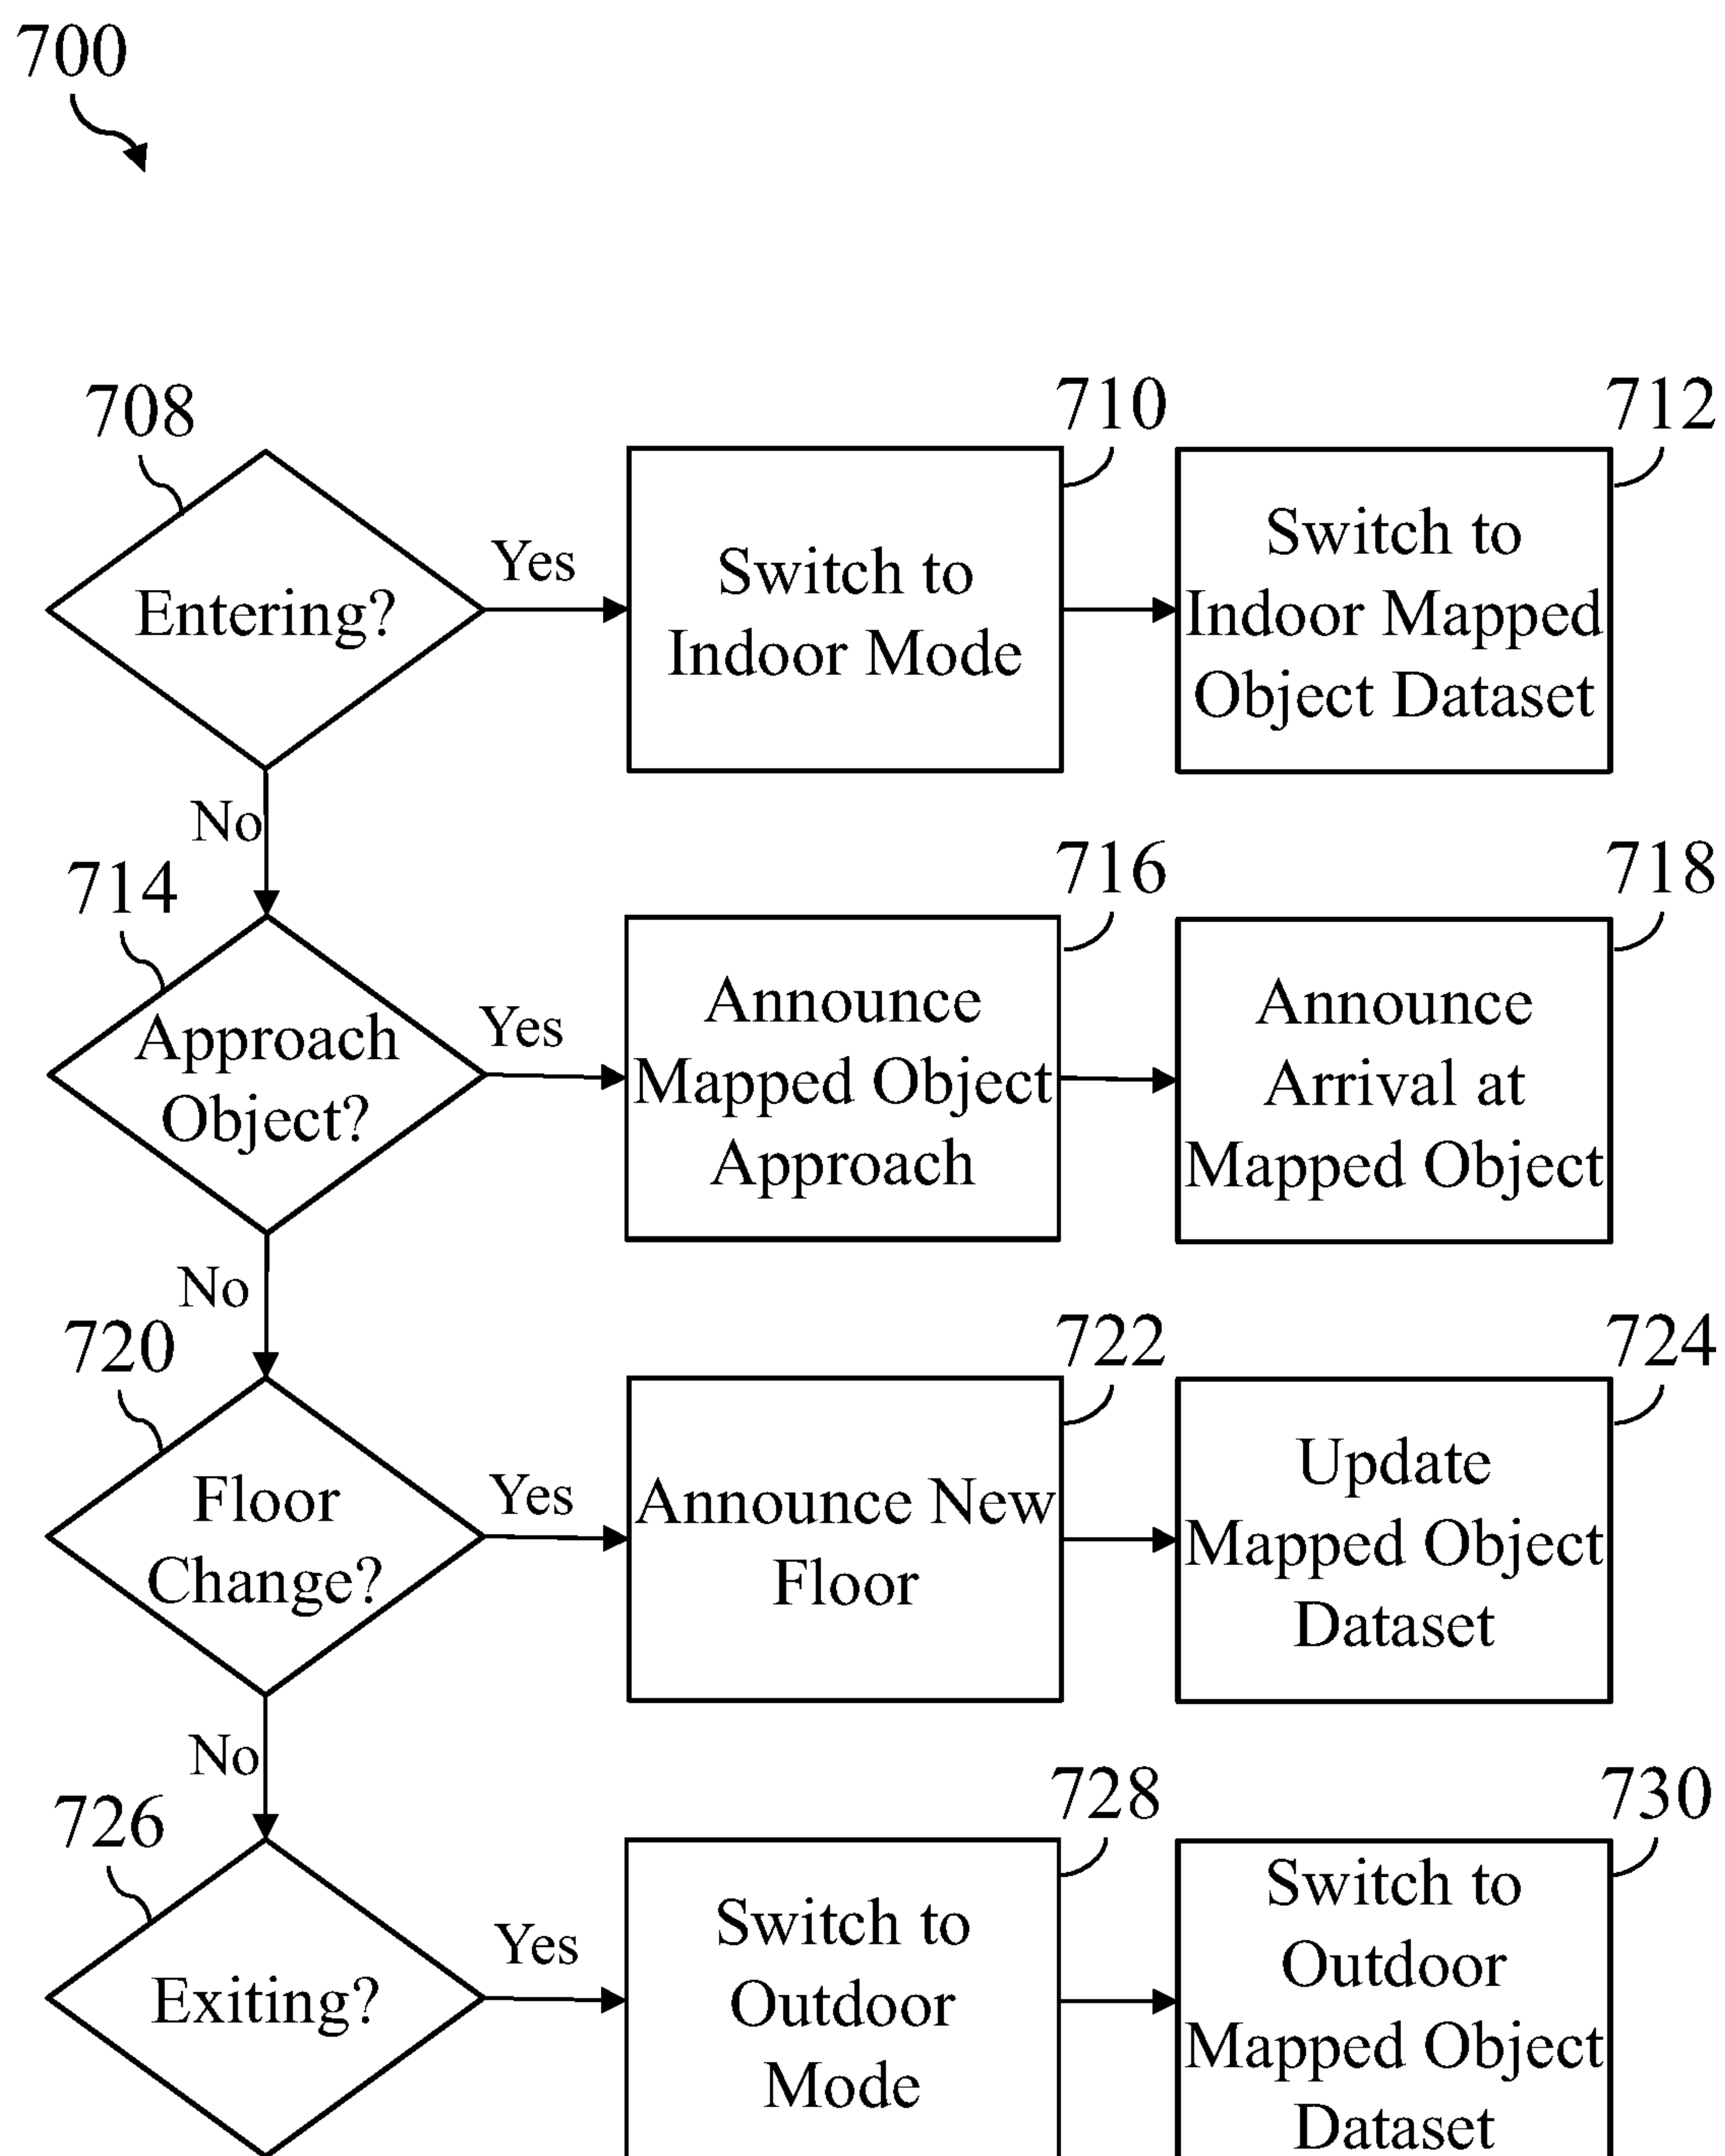 700
708
710
712
Entering?
Yes
Switch to
Indoor Mode
Switch to
Indoor Mapped
Object Dataset
No
714
716
718
Approach
Object?
Yes
Announce
Mapped Object
Approach
Announce
Arrival at
Mapped Object
No
720
722
724
Floor
Change?
Yes
Announce New
Floor
Update
Mapped Object
Dataset
No
726
728
730
Exiting?
Yes
Switch to
Outdoor
Mode
Switch to
Outdoor
Mapped Object
Dataset